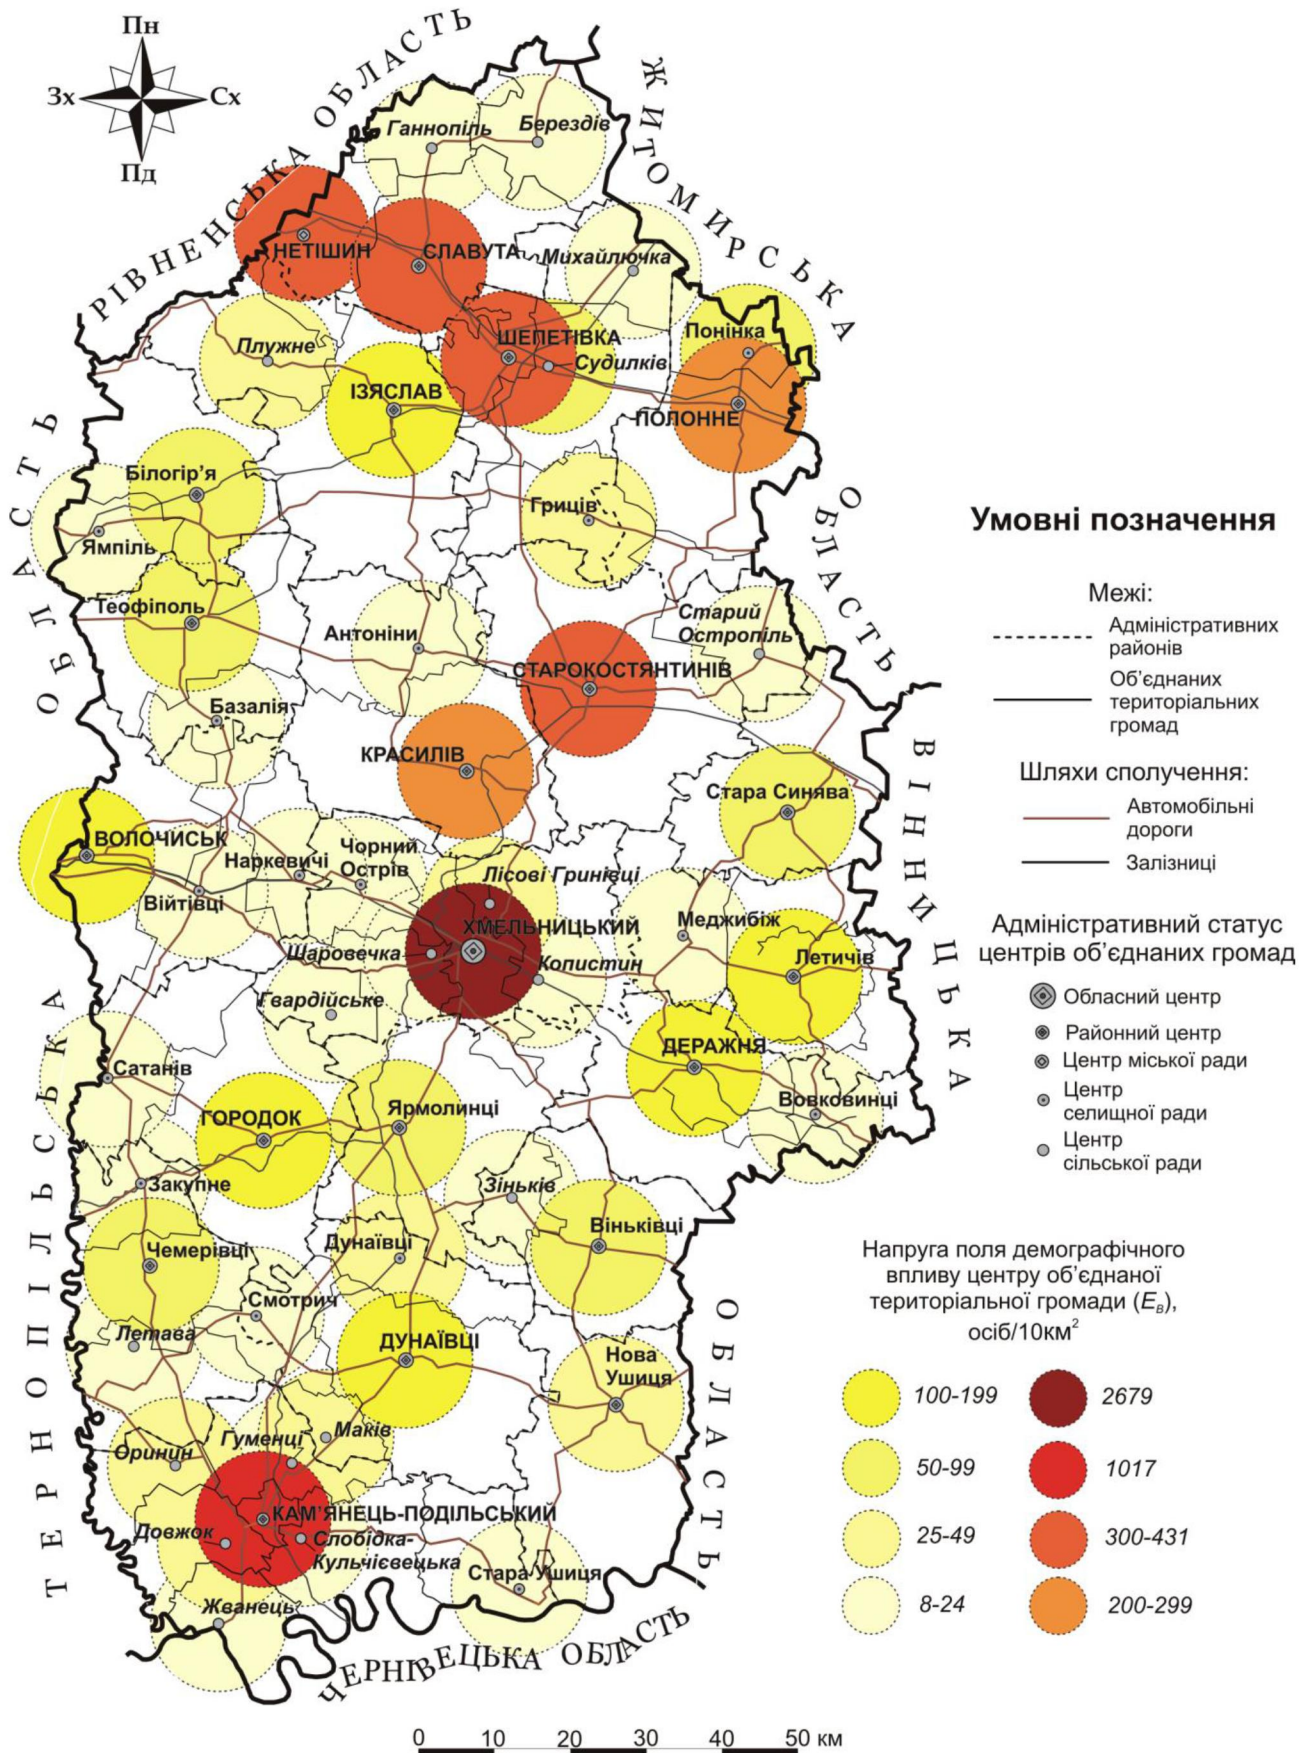 Пн
Зх
Сх
Пд
РІВНЕНСЬКА ОБЛАСТЬ
ЖИТОМИРСЬКА
ОБЛАСТЬ
Ганнопіль
Берездів
НЕТІШИН
СЛАВУТА
Михайлючка
Понінка
ШЕПЕТІВКА
Судилків
Плужне
ІЗЯСЛАВ
ПОЛОННЕ
Білогір’я
Ямпіль
Гриців
Теофіполь
Антоніни
Старий
Остропіль
СТАРОКОСТЯНТИНІВ
Базалія
КРАСИЛІВ
Стара Синява
ВОЛОЧИСЬК
Наркевичі
Чорний
Острів
Лісові Гринівці
Війтівці
ХМЕЛЬНИЦЬКИЙ
Меджибіж
Шаровечка
Копистин
Летичів
Гвардійське
ДЕРАЖНЯ
Сатанів
Вовковинці
ГОРОДОК
Ярмолинці
Закупне
Зіньків
Віньківці
Чемерівці
Дунаївці
Смотрич
Летава
ДУНАЇВЦІ
Нова
Ушиця
Гуменці
Маків
Оринин
КАМ’ЯНЕЦЬ-ПОДІЛЬСЬКИЙ
Довжок
Слобідка-
Кульчієвецька
Стара Ушиця
Жванець
ТЕРНОПІЛЬСЬКА
ОБЛАСТЬ
ВІННИЦЬКА
ОБЛАСТЬ
ЧЕРНІВЕЦЬКА ОБЛАСТЬ
Умовні позначення
Межі:
Адміністративних
районів
Об’єднаних
територіальних
громад
Шляхи сполучення:
Автомобільні
дороги
Залізниці
Адміністративний статус
центрів об’єднаних громад
Обласний центр
Районний центр
Центр міської ради
Центр
селищної ради
Центр
сільської ради
Напруга поля демографічного
впливу центру об’єднаної
територіальної громади (Eв),
осіб/10км²
100-199
2679
50-99
1017
25-49
300-431
8-24
200-299
0 10 20 30 40 50 км